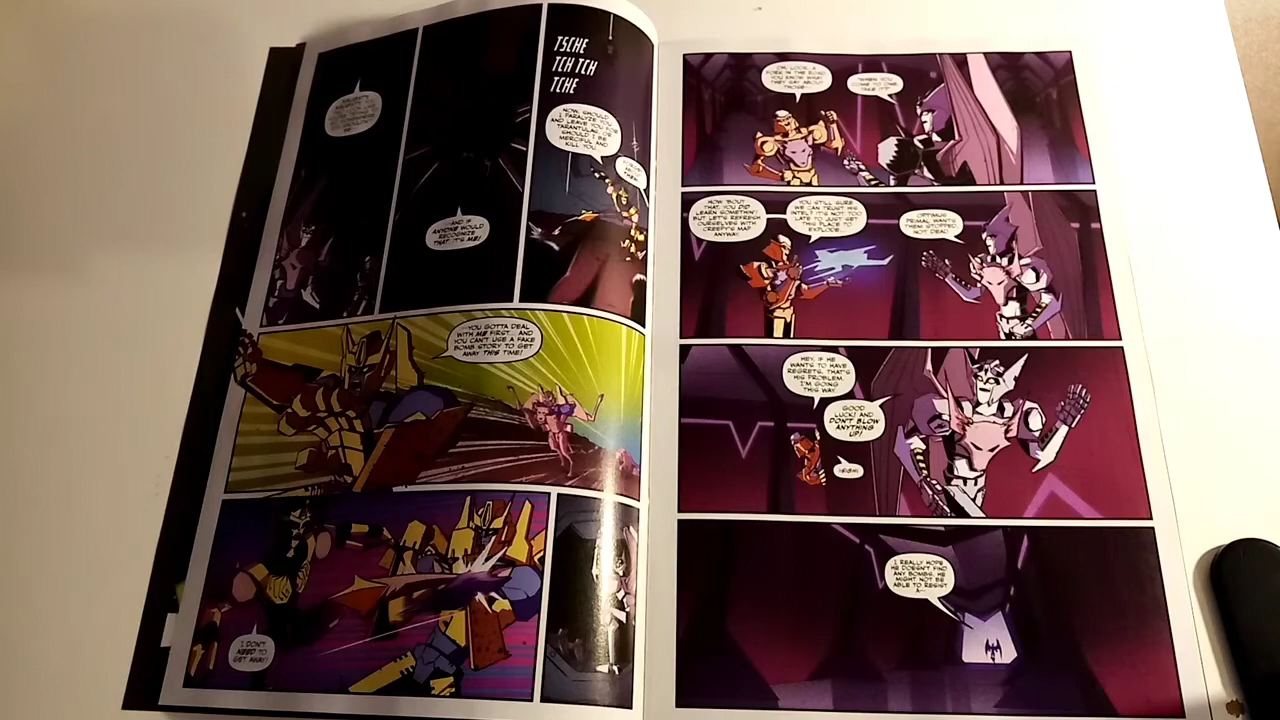 TSCHE
TCH TCH
TCHE
NOW, SHOULD
I PARALYZE YOU
AND LEAVE YOU FOR
TARANTULAS... OR
SHOULD I BE
MERCIFUL AND
KILL YOU...
AND IF
ANYONE WOULD
RECOGNIZE
THAT, IT'S ME!
--YOU GOTTA DEAL
WITH ME FIRST... AND
YOU CAN'T USE A FAKE
BOMB STORY TO GET
AWAY THIS TIME!
I DON'T
NEED TO
GET AWAY!
OH, LOOK, A
FORK IN THE ROAD.
YOU KNOW WHAT
THEY SAY ABOUT
THOSE--
"WHEN YOU
COME TO ONE,
TAKE IT?"
HOW 'BOUT
THAT, YOU DID
LEARN SOMETHIN'!
BUT LET'S REFRESH
OURSELVES WITH
CREEPY'S MAP
ANYWAY.
YOU STILL SURE
WE CAN TRUST HIS
INTEL? IT'S NOT TOO
LATE TO JUST GET
THIS PLACE TO
EXPLODE...
OPTIMUS
PRIMAL WANTS
THEM STOPPED,
NOT DEAD.
HEY, IF HE
WANTS TO HAVE
REGRETS, THAT'S
HIS PROBLEM.
I'M GOING
THIS WAY.
GOOD
LUCK! AND
DON'T BLOW
ANYTHING
UP!
I REALLY HOPE
HE DOESN'T FIND
ANY BOMBS. HE
MIGHT NOT BE
ABLE TO RESIST
A--